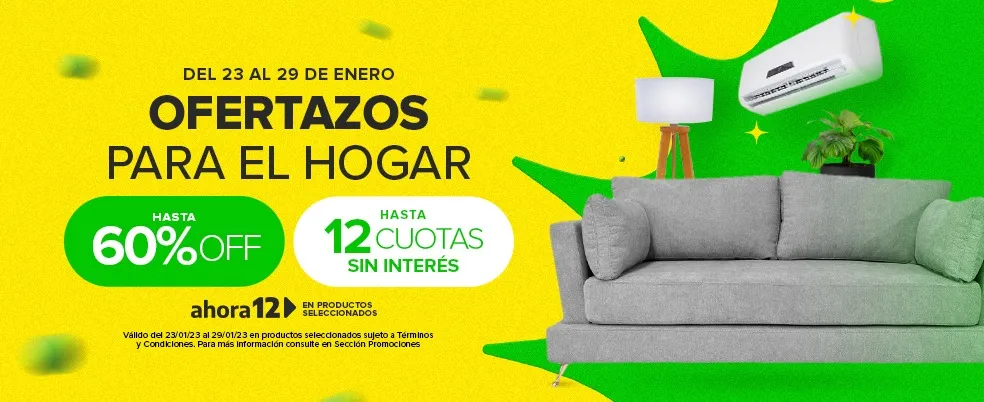 DEL 23 AL 29 DE ENERO
OFERTAZOS
PARA EL HOGAR
HASTA
60%OFF
HASTA
12 CUOTAS
SIN INTERÉS
ahora12
EN PRODUCTOS
SELECCIONADOS
Válido del 23/01/23 al 29/01/23 en productos seleccionados sujeto a Términos
y Condiciones. Para más información consulte en Sección Promociones